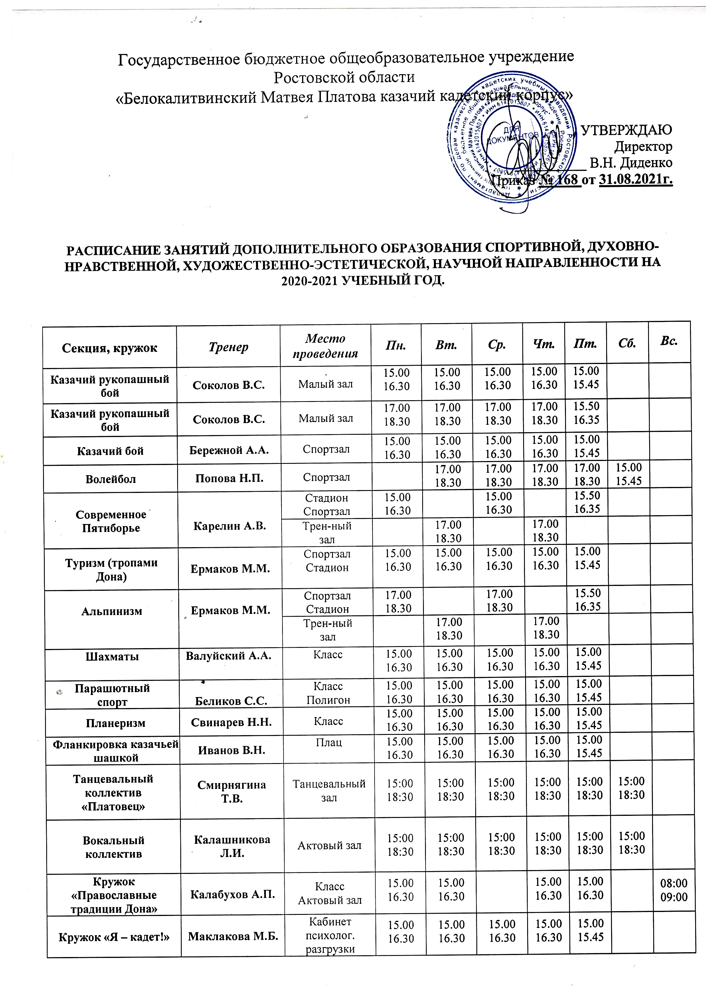 Государственное бюджетное общеобразовательное учреждение
Ростовской области
«Белокалитвинский Матвея Платова казачий кадетский корпус»
ДЛЯ
ДОКУМЕНТОВ
УТВЕРЖДАЮ
Директор
____________ В.Н. Диденко
Приказ № 168 от 31.08.2021г.
РАСПИСАНИЕ ЗАНЯТИЙ ДОПОЛНИТЕЛЬНОГО ОБРАЗОВАНИЯ СПОРТИВНОЙ, ДУХОВНО-
НРАВСТВЕННОЙ, ХУДОЖЕСТВЕННО-ЭСТЕТИЧЕСКОЙ, НАУЧНОЙ НАПРАВЛЕННОСТИ НА
2020-2021 УЧЕБНЫЙ ГОД.
Секция, кружок Тренер Место проведения Пн. Вт. Ср. Чт. Пт. Сб. Вс.
Казачий рукопашный бой Соколов В.С. Малый зал
15.00 15.00 15.00 15.00 15.00
16.30 16.30 16.30 16.30 15.45
Казачий рукопашный бой Соколов В.С. Малый зал
17.00 17.00 17.00 17.00 15.50
18.30 18.30 18.30 18.30 16.35
Казачий бой Бережной А.А. Спортзал
15.00 15.00 15.00 15.00 15.00
16.30 16.30 16.30 16.30 15.45
Волейбол Попова Н.П. Спортзал
17.00 17.00 17.00 17.00 15.00
18.30 18.30 18.30 18.30 15.45
Современное Пятиборье Карелин А.В.
Стадион 15.00 15.00 15.50
Спортзал 16.30 16.30 16.35
Трен-ный 17.00 17.00
зал 18.30 18.30
Туризм (тропами Дона) Ермаков М.М.
Спортзал 15.00 15.00 15.00 15.00 15.00
Стадион 16.30 16.30 16.30 16.30 15.45
Альпинизм Ермаков М.М.
Спортзал 17.00 17.00 15.50
Стадион 18.30 18.30 16.35
Трен-ный 17.00 17.00
зал 18.30 18.30
Шахматы Валуйский А.А. Класс
15.00 15.00 15.00 15.00 15.00
16.30 16.30 16.30 16.30 15.45
Парашютный спорт Беликов С.С.
Класс 15.00 15.00 15.00 15.00 15.00
Полигон 16.30 16.30 16.30 16.30 15.45
Планеризм Свинарев Н.Н. Класс
15.00 15.00 15.00 15.00 15.00
16.30 16.30 16.30 16.30 15.45
Фланкировка казачьей шашкой Иванов В.Н. Плац
15.00 15.00 15.00 15.00 15.00
16.30 16.30 16.30 16.30 15.45
Танцевальный коллектив «Платовец» Смирнягина Т.В. Танцевальный зал
15:00 15:00 15:00 15:00 15:00 15:00
18:30 18:30 18:30 18:30 18:30 18:30
Вокальный коллектив Калашникова Л.И. Актовый зал
15:00 15:00 15:00 15:00 15:00 15:00
18:30 18:30 18:30 18:30 18:30 18:30
Кружок «Православные традиции Дона» Калабухов А.П. Класс Актовый зал
15.00 15.00 15.00 15.00 08:00
16.30 16.30 16.30 16.30 09:00
Кружок «Я – кадет!» Маклакова М.Б. Кабинет психолог. разгрузки
15.00 15.00 15.00 15.00 15.00
16.30 16.30 16.30 16.30 15.45